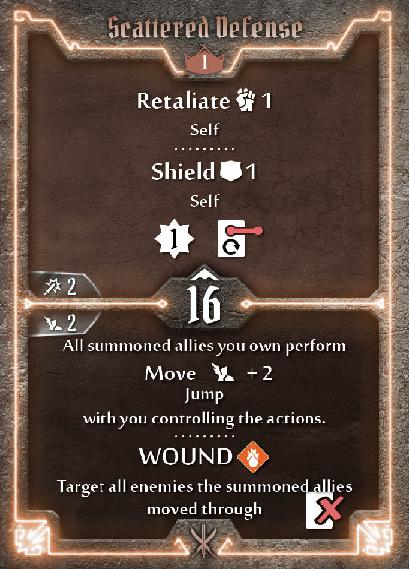 Scattered Defense
1
Retaliate 1
Self
Shield 1
Self
1
2
16
2
All summoned allies you own perform
Move +2
Jump
with you controlling the actions.
WOUND
Target all enemies the summoned allies
moved through